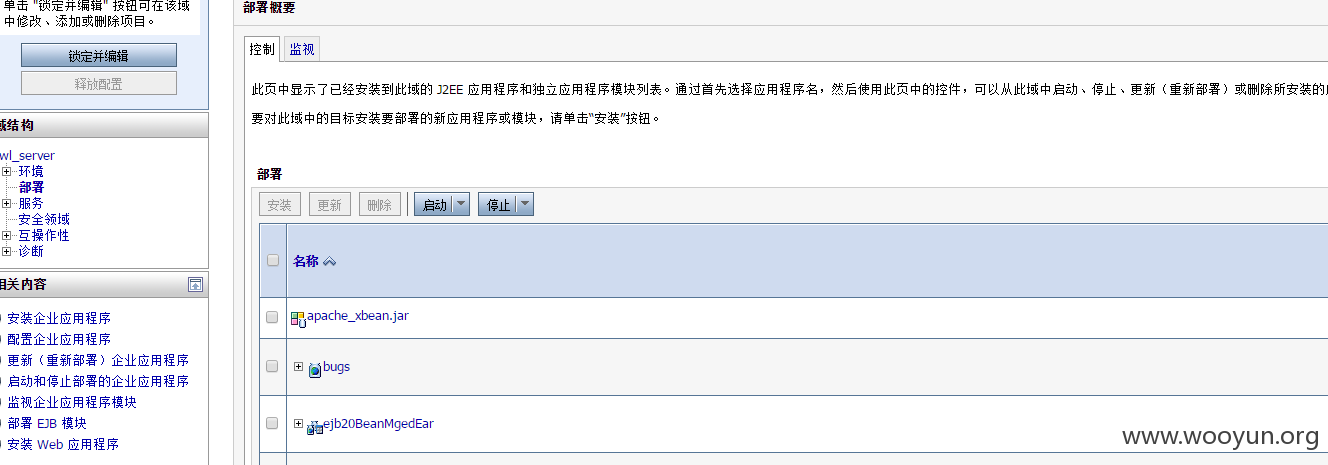 单击 "锁定并编辑" 按钮可在该域
中修改、添加或删除项目。
锁定并编辑
释放配置
域结构
wl_server
环境
部署
服务
安全领域
互操作性
诊断
相关内容
安装企业应用程序
配置企业应用程序
更新（重新部署）企业应用程序
启动和停止部署的企业应用程序
监视企业应用程序模块
部署 EJB 模块
安装 Web 应用程序
部署概要
控制 监视
此页中显示了已经安装到此域的 J2EE 应用程序和独立应用程序模块列表。通过首先选择应用程序名，然后使用此页中的控件，可以从此域中启动、停止、更新（重新部署）或删除所安装的
要对此域中的目标安装要部署的新应用程序或模块，请单击“安装”按钮。
部署
安装 更新 删除 启动 停止
名称
apache_xbean.jar
bugs
ejb20BeanMgedEar
www.wooyun.org